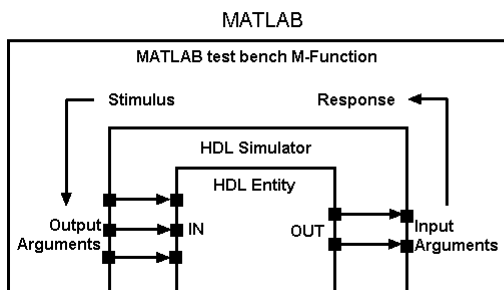 MATLAB
MATLAB test bench M-Function
Stimulus
Response
HDL Simulator
HDL Entity
Output
Arguments
IN
OUT
Input
Arguments